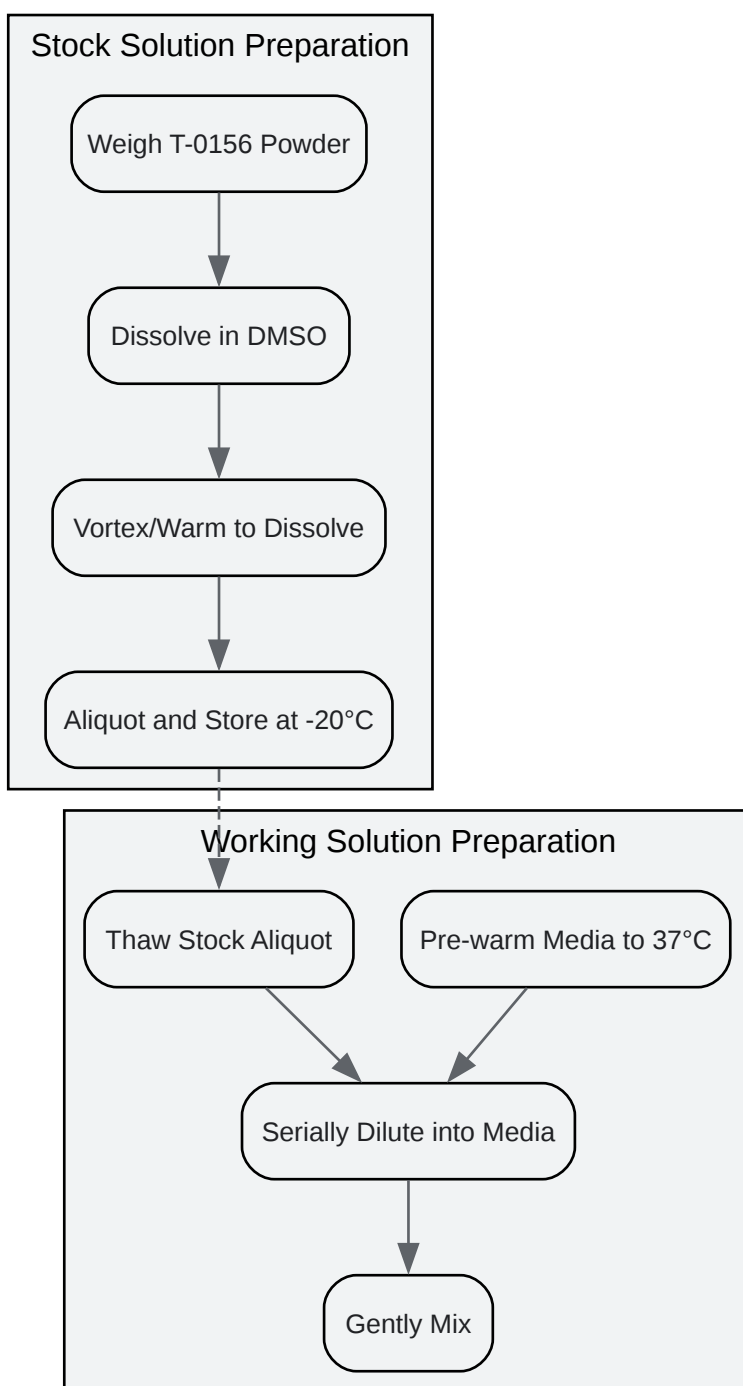 Stock Solution Preparation
Weigh T-0156 Powder
Dissolve in DMSO
Vortex/Warm to Dissolve
Aliquot and Store at -20°C
Working Solution Preparation
Thaw Stock Aliquot
Pre-warm Media to 37°C
Serially Dilute into Media
Gently Mix